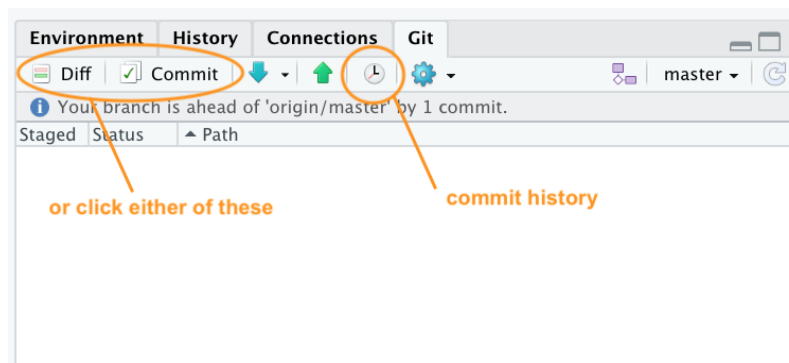 Environment History Connections Git
Diff Commit master
Your branch is ahead of 'origin/master' by 1 commit.
Staged Status Path
or click either of these
commit history